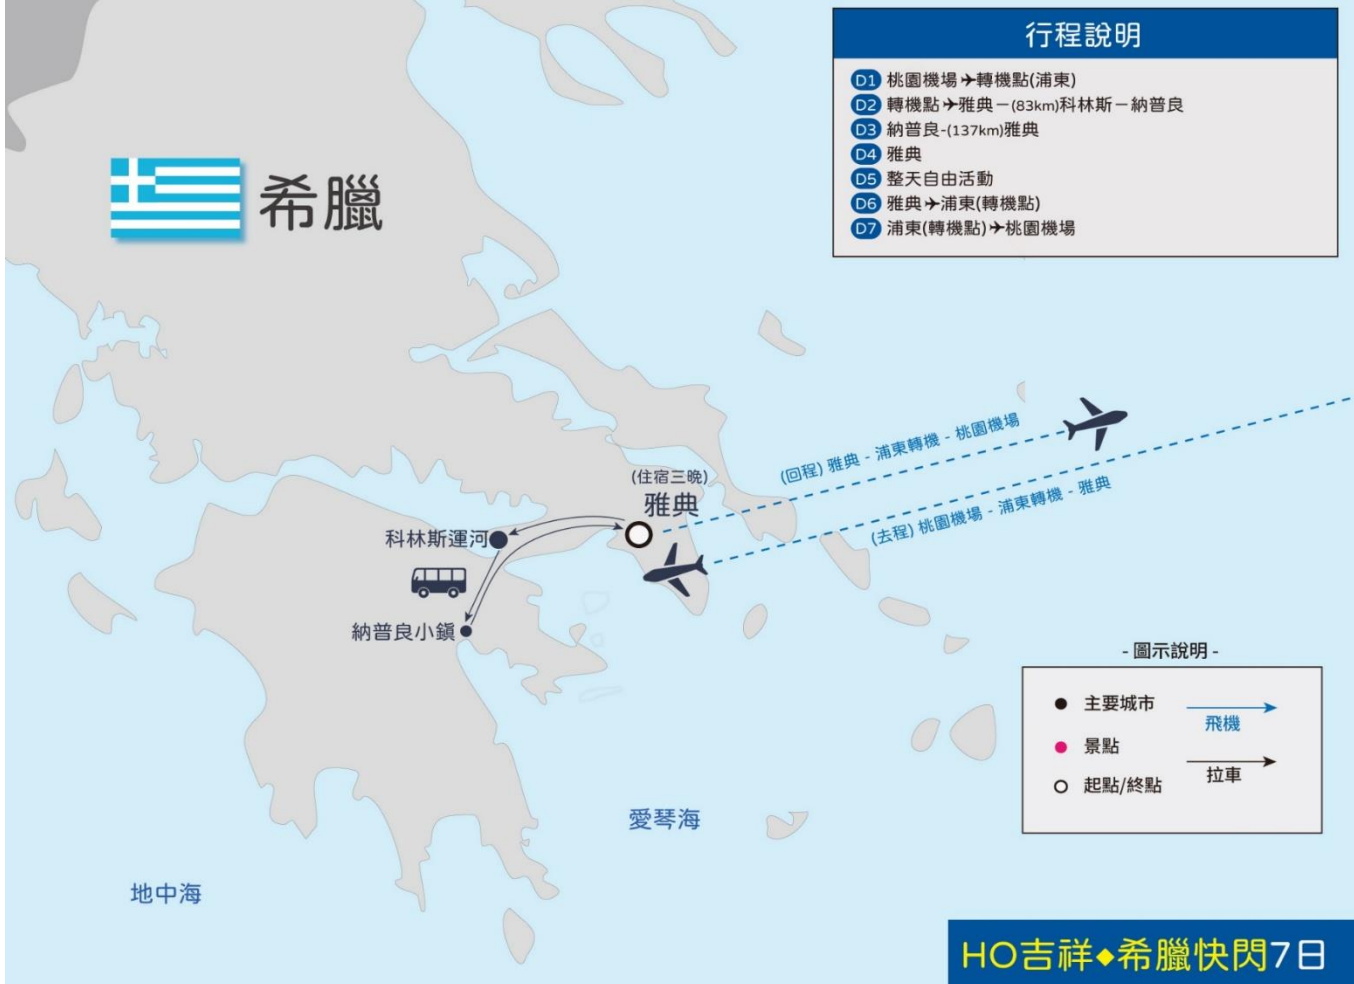 行程說明
D1 桃園機場✈轉機點(浦東)
D2 轉機點✈雅典－(83km)科林斯－納普良
D3 納普良-(137km)雅典
D4 雅典
D5 整天自由活動
D6 雅典✈浦東(轉機點)
D7 浦東(轉機點)✈桃園機場
希臘
(回程) 雅典 - 浦東轉機 - 桃園機場
(去程) 桃園機場 - 浦東轉機 - 雅典
(住宿三晚)
雅典
科林斯運河
納普良小鎮
- 圖示說明 -
主要城市
飛機
景點
拉車
起點/終點
愛琴海
地中海
HO吉祥◆希臘快閃7日